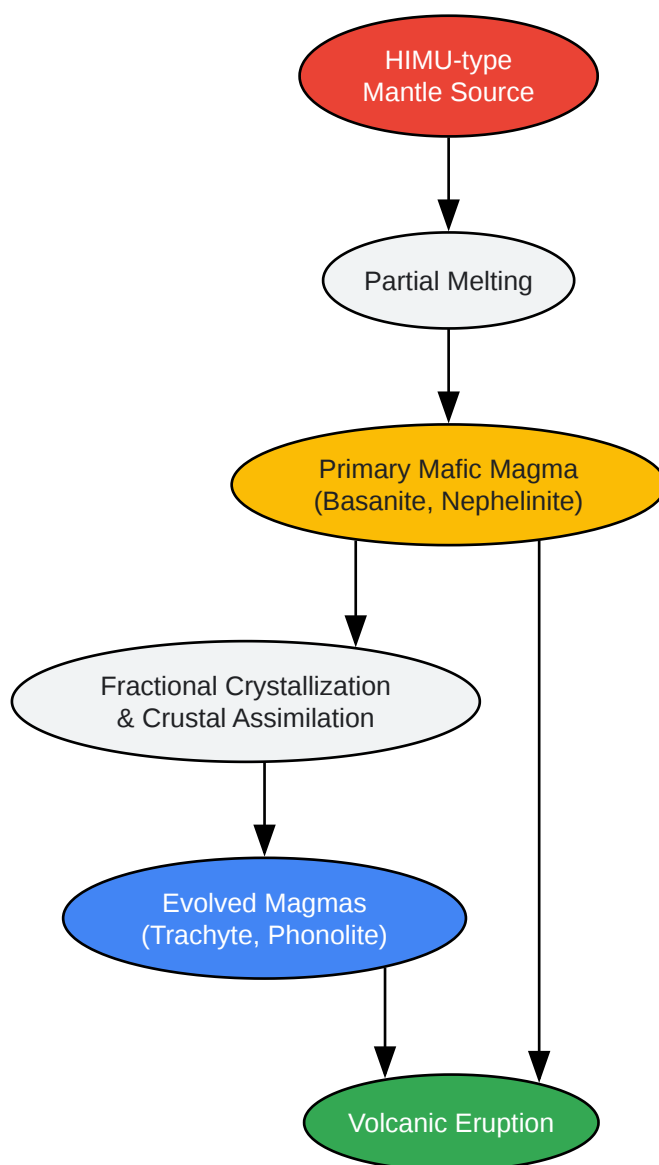 HIMU-type
Mantle Source
Partial Melting
Primary Mafic Magma
(Basanite, Nephelinite)
Fractional Crystallization
& Crustal Assimilation
Evolved Magmas
(Trachyte, Phonolite)
Volcanic Eruption